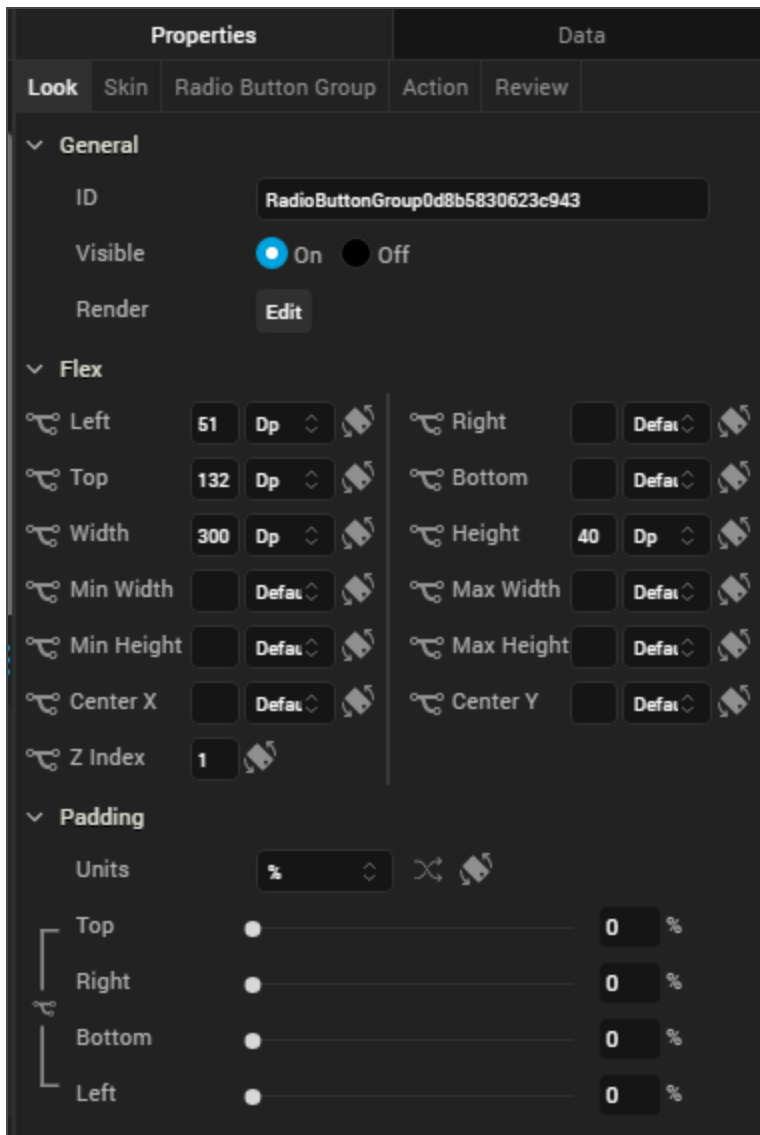 Properties Data
Look Skin Radio Button Group Action Review
General
ID RadioButtonGroup0d8b5830623c943
Visible On Off
Render Edit
Flex
Left 51 Dp Right Defau
Top 132 Dp Bottom Defau
Width 300 Dp Height 40 Dp
Min Width Defau Max Width Defau
Min Height Defau Max Height Defau
Center X Defau Center Y Defau
Z Index 1
Padding
Units %
Top 0 %
Right 0 %
Bottom 0 %
Left 0 %